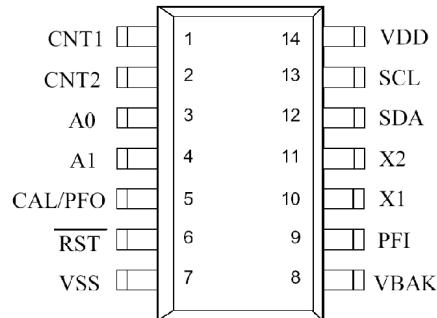 CNT1 1 14 VDD
CNT2 2 13 SCL
A0 3 12 SDA
A1 4 11 X2
CAL/PFO 5 10 X1
R̅S̅T̅ 6 9 PFI
VSS 7 8 VBAK